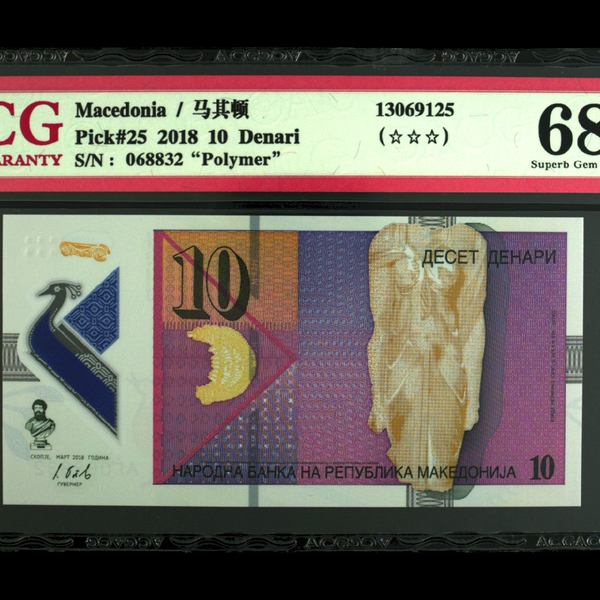 CG
ARANTY
Macedonia / 马其顿
Pick#25 2018 10 Denari
S/N : 068832 “Polymer”
13069125
(☆☆☆)
68
Superb Gem
10
ДЕСЕТ ДЕНАРИ
СКОПЈЕ, МАРТ 2018 ГОДИНА
ГУВЕРНЕР
НАРОДНА БАНКА НА РЕПУБЛИКА МАКЕДОНИЈА
10